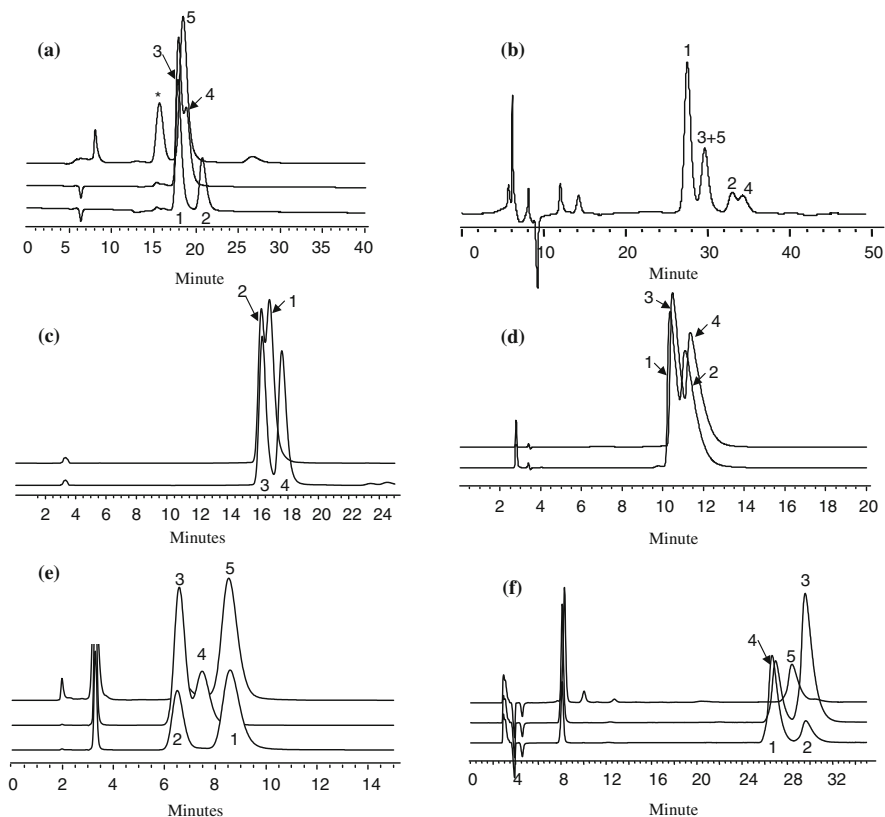 (a)
5
3
4
*
1 2
0 5 10 15 20 25 30 35 40
Minute
(b)
1
3+5
2 4
0 10 20 30 40 50
Minute
(c)
2 1
3 4
2 4 6 8 10 12 14 16 18 20 22 24
Minutes
(d)
3
4
1
2
0 2 4 6 8 10 12 14 16 18 20
Minute
(e)
3
5
4
2 1
0 2 4 6 8 10 12 14
Minutes
(f)
3
4
5
1 2
0 4 8 12 16 20 24 28 32
Minute